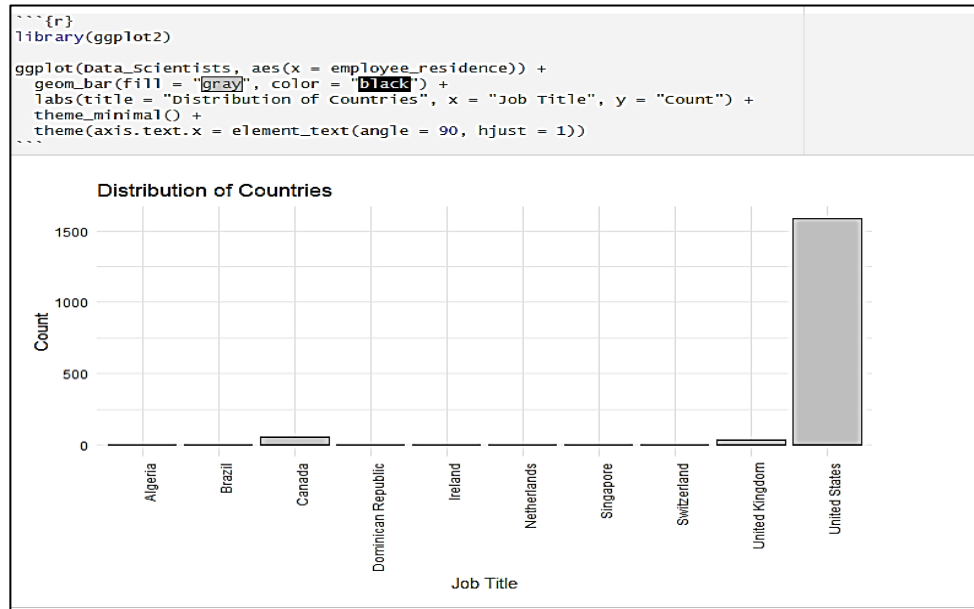 ```{r}
library(ggplot2)
ggplot(Data_Scientists, aes(x = employee_residence)) +
  geom_bar(fill = "gray", color = "black") +
  labs(title = "Distribution of Countries", x = "Job Title", y = "Count") +
  theme_minimal() +
  theme(axis.text.x = element_text(angle = 90, hjust = 1))
```
Distribution of Countries
1500
1000
500
0
Count
Algeria
Brazil
Canada
Dominican Republic
Ireland
Netherlands
Singapore
Switzerland
United Kingdom
United States
Job Title